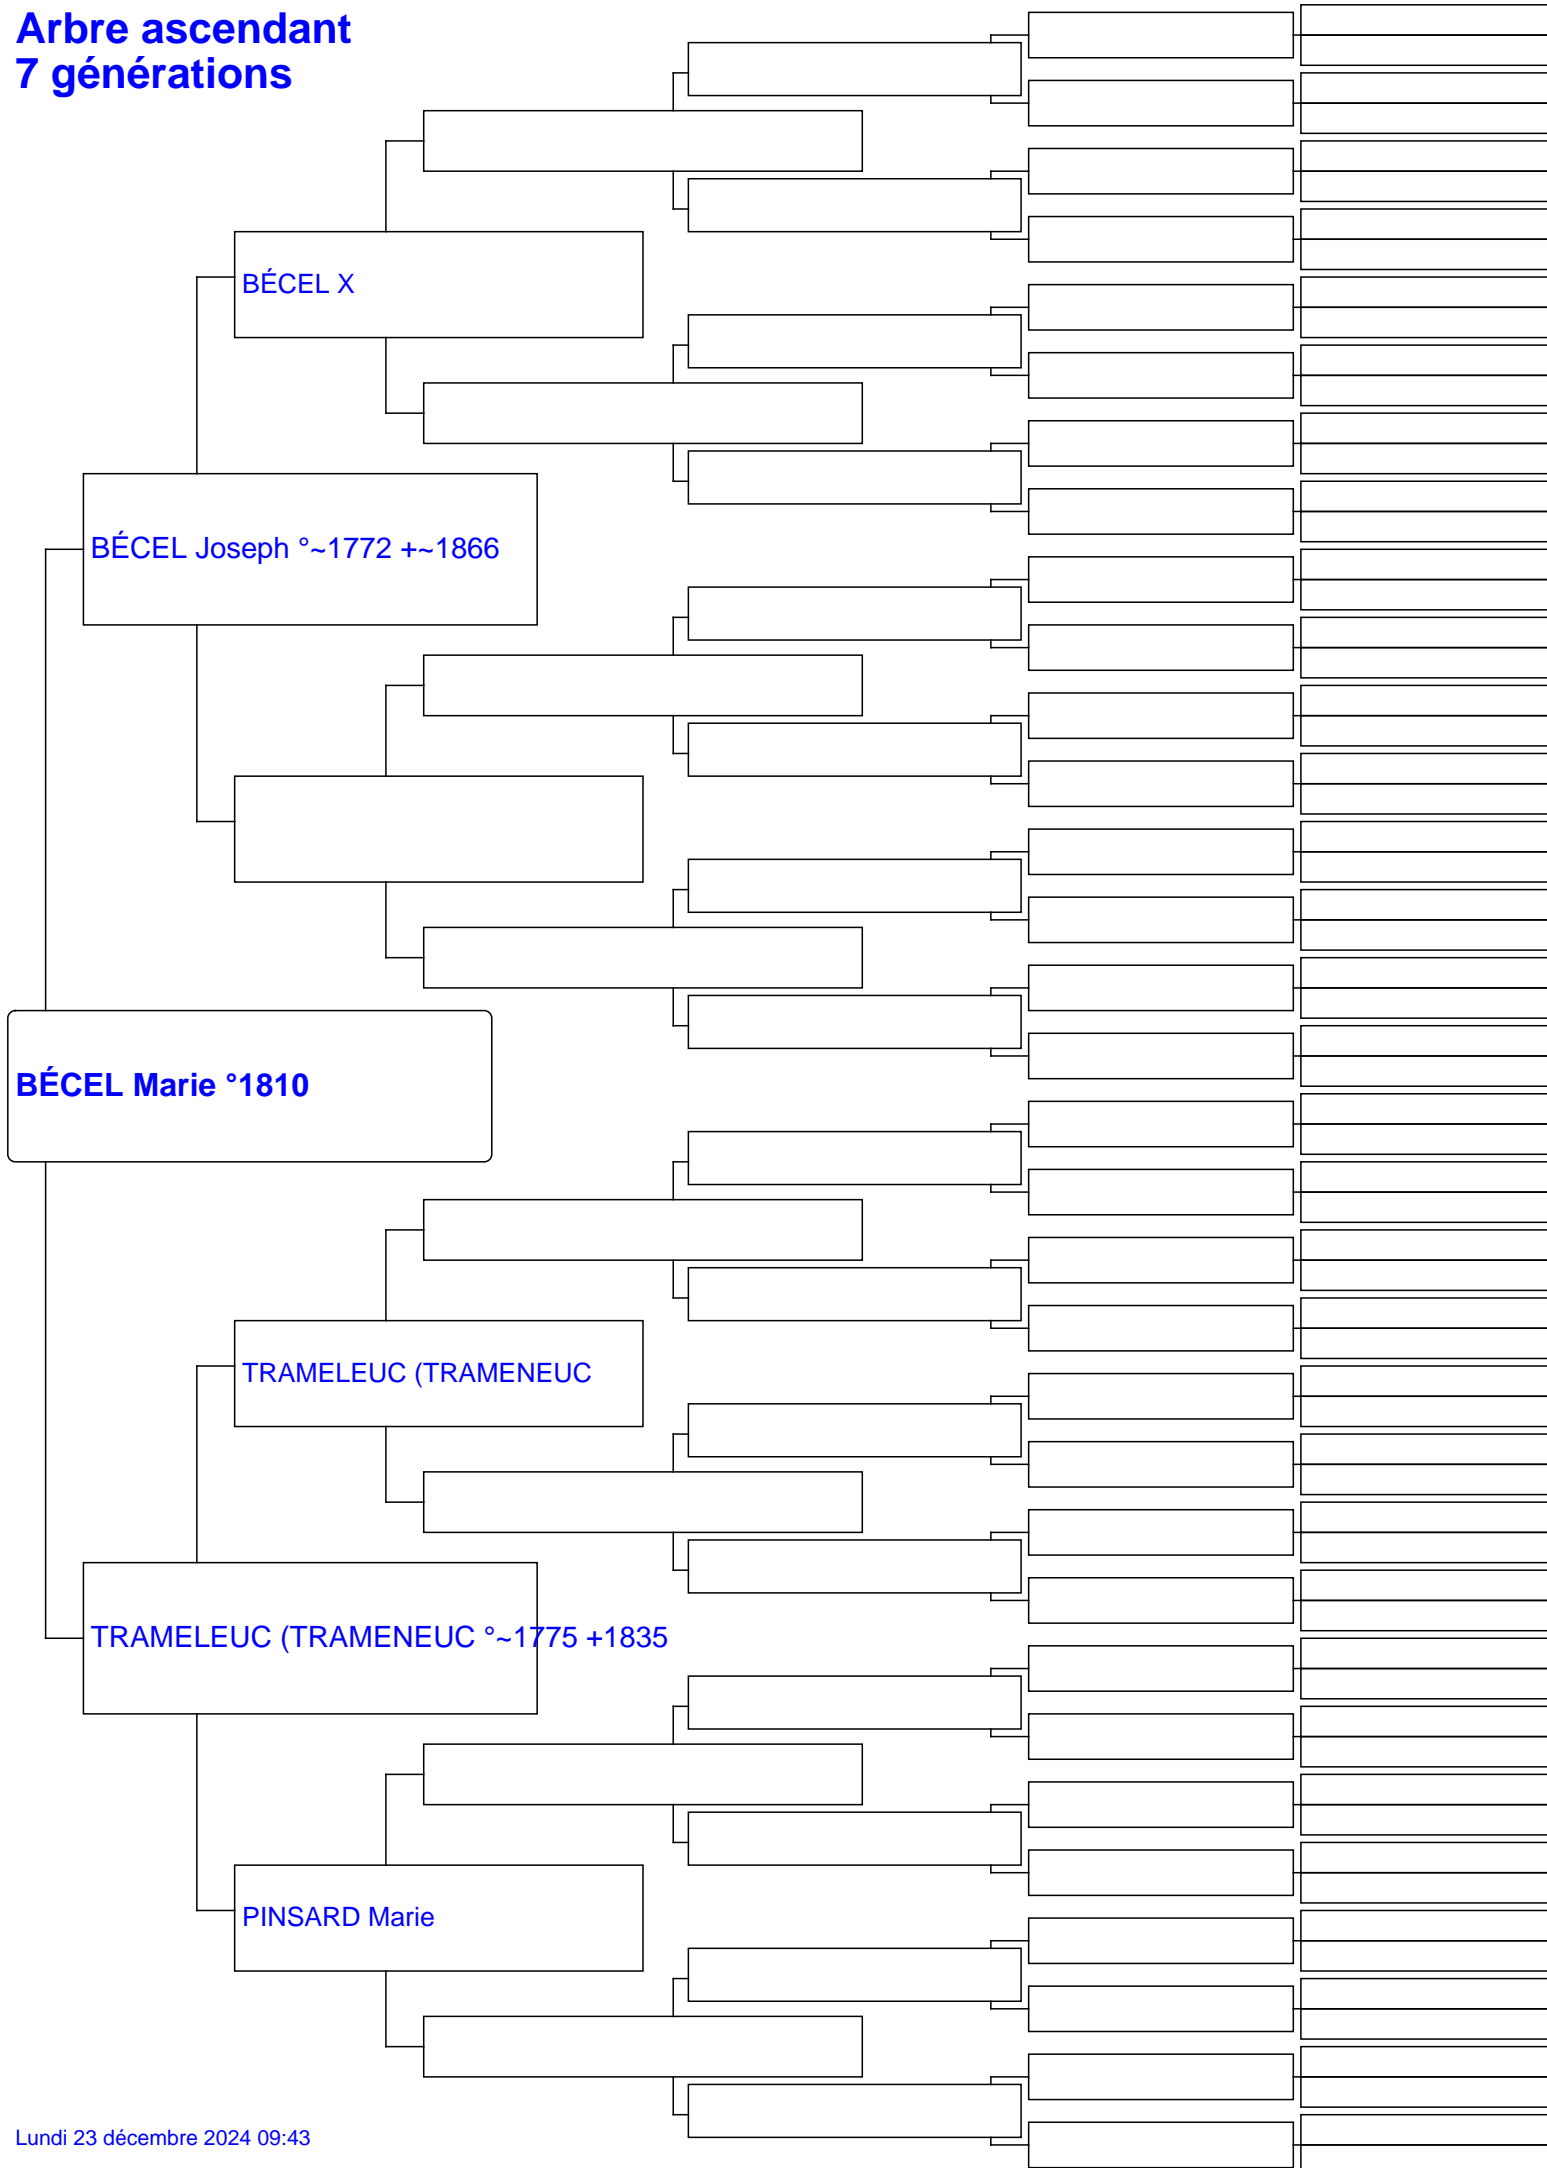 Arbre ascendant
7 générations
BÉCEL X
BÉCEL Joseph °~1772 +~1866
BÉCEL Marie °1810
TRAMELEUC (TRAMENEUC
TRAMELEUC (TRAMENEUC °~1775 +1835
PINSARD Marie
Lundi 23 décembre 2024 09:43